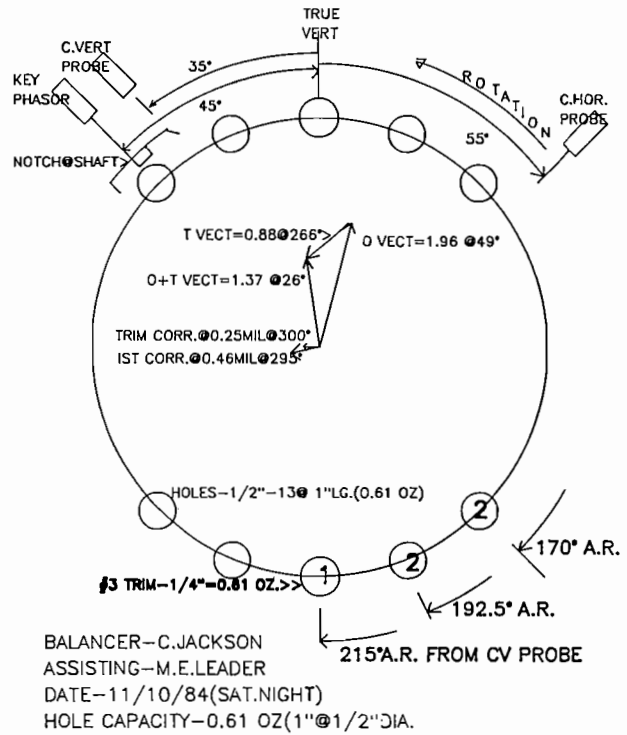 TRUE
VERT
C.VERT
PROBE
35°
KEY
PHASOR
45°
ROTATION
C.HOR.
PROBE
55°
NOTCH@SHAFT>
T VECT=0.88@266°>
O VECT=1.96 @49°
O+T VECT=1.37 @26°
TRIM CORR.@0.25MIL@300°
IST CORR.@0.46MIL@295°
HOLES-1/2"-13@ 1"LG.(0.61 OZ)
2
2
1
170° A.R.
#3 TRIM-1/4"=0.61 OZ.>>
192.5° A.R.
215°A.R. FROM CV PROBE
BALANCER-C.JACKSON
ASSISTING-M.E.LEADER
DATE-11/10/84(SAT.NIGHT)
HOLE CAPACITY-0.61 OZ(1"@1/2"DIA.